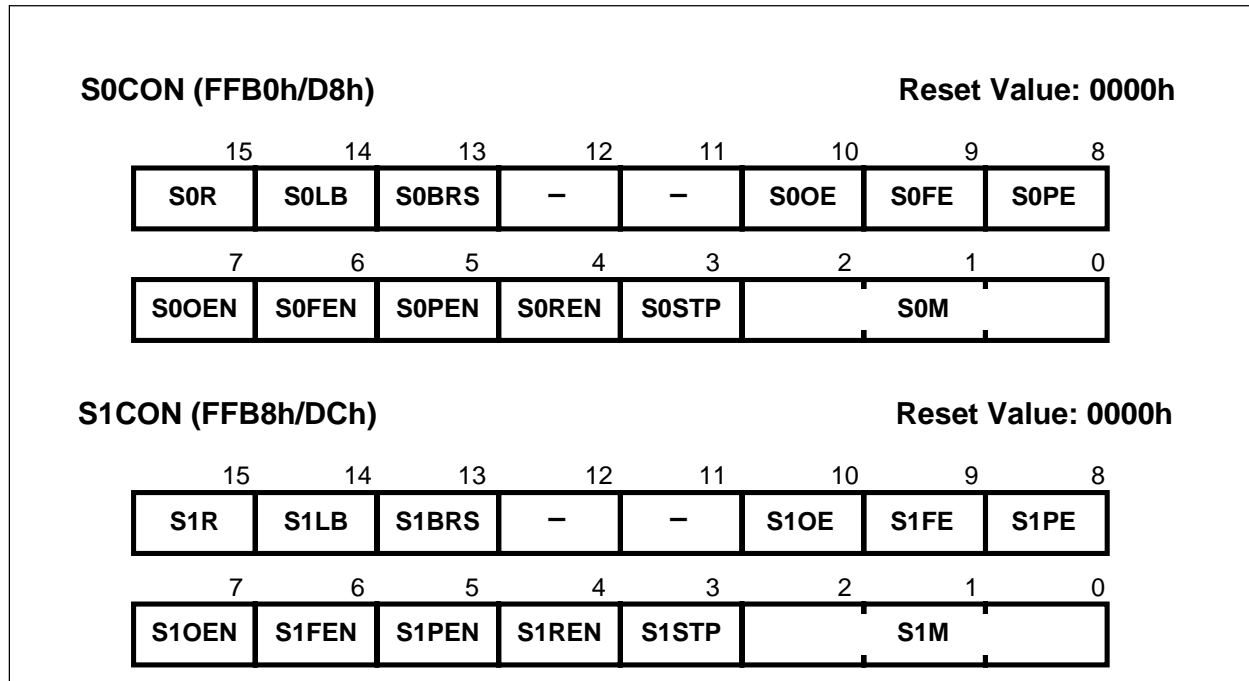 S0CON (FFB0h/D8h) Reset Value: 0000h
15 14 13 12 11 10 9 8
S0R S0LB S0BRS – – S0OE S0FE S0PE
7 6 5 4 3 2 1 0
S0OEN S0FEN S0PEN S0REN S0STP S0M
S1CON (FFB8h/DCh) Reset Value: 0000h
15 14 13 12 11 10 9 8
S1R S1LB S1BRS – – S1OE S1FE S1PE
7 6 5 4 3 2 1 0
S1OEN S1FEN S1PEN S1REN S1STP S1M